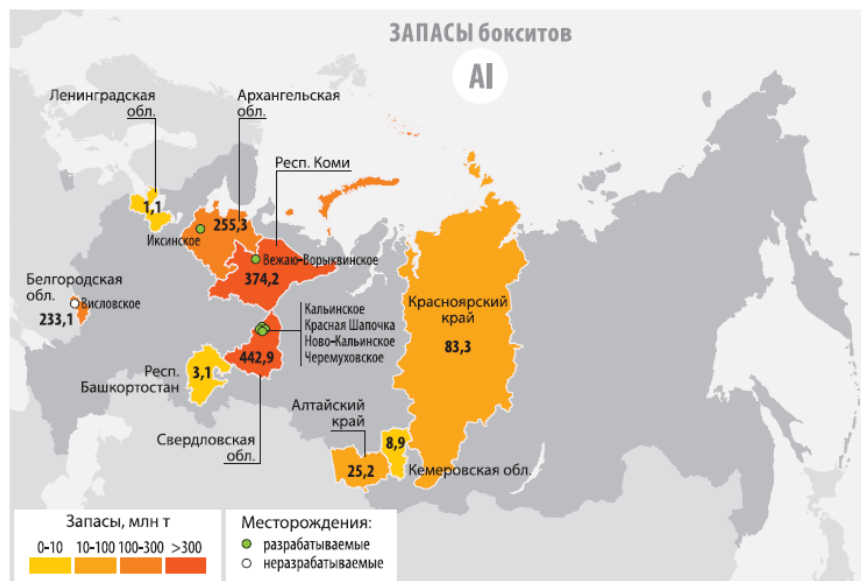 ЗАПАСЫ бокситов
Al
Ленинградская
обл.
Архангельская
обл.
Респ. Коми
1,1
255,3
Иксинское
Вежаю-Ворыквинское
374,2
Белгородская
обл.
Висловское
233,1
Красноярский
край
83,3
Кальинское
Красная Шапочка
Ново-Кальинское
Черемуховское
442,9
Респ.
Башкортостан
3,1
Алтайский
край
Свердловская
обл.
8,9
25,2
Кемеровская обл.
Запасы, млн т
0-10 10-100 100-300 >300
Месторождения:
разрабатываемые
неразрабатываемые